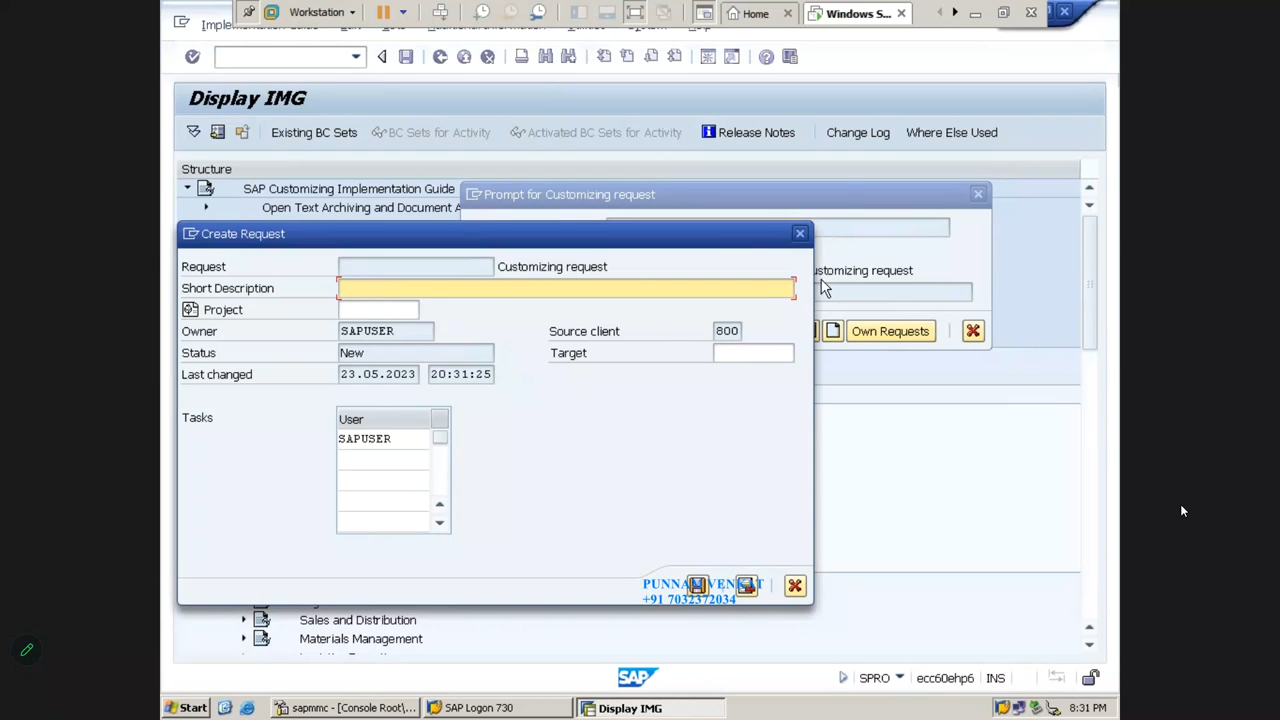 Workstation
Home
Windows S...
Display IMG
Existing BC Sets
BC Sets for Activity
Activated BC Sets for Activity
Release Notes
Change Log
Where Else Used
Structure
SAP Customizing Implementation Guide
Open Text Archiving and Document A
Prompt for Customizing request
ustomizing request
Own Requests
Create Request
Request
Customizing request
Short Description
Project
Owner
SAPUSER
Source client
800
Status
New
Target
Last changed
23.05.2023
20:31:25
Tasks
User
SAPUSER
+91 7032372034
Sales and Distribution
Materials Management
SAP
SPRO
ecc60ehp6
INS
Start
sapmmc - [Console Root\...
SAP Logon 730
Display IMG
8:31 PM